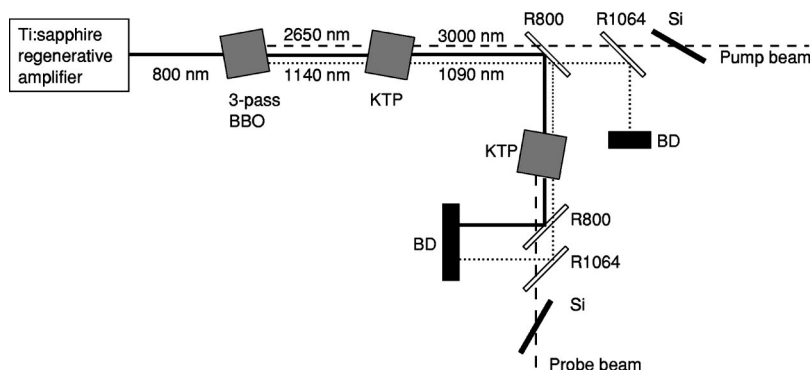 Ti:sapphire
regenerative
amplifier
800 nm
2650 nm
1140 nm
3-pass
BBO
KTP
3000 nm
1090 nm
R800
R1064
Si
Pump beam
BD
KTP
R800
BD
R1064
Si
Probe beam